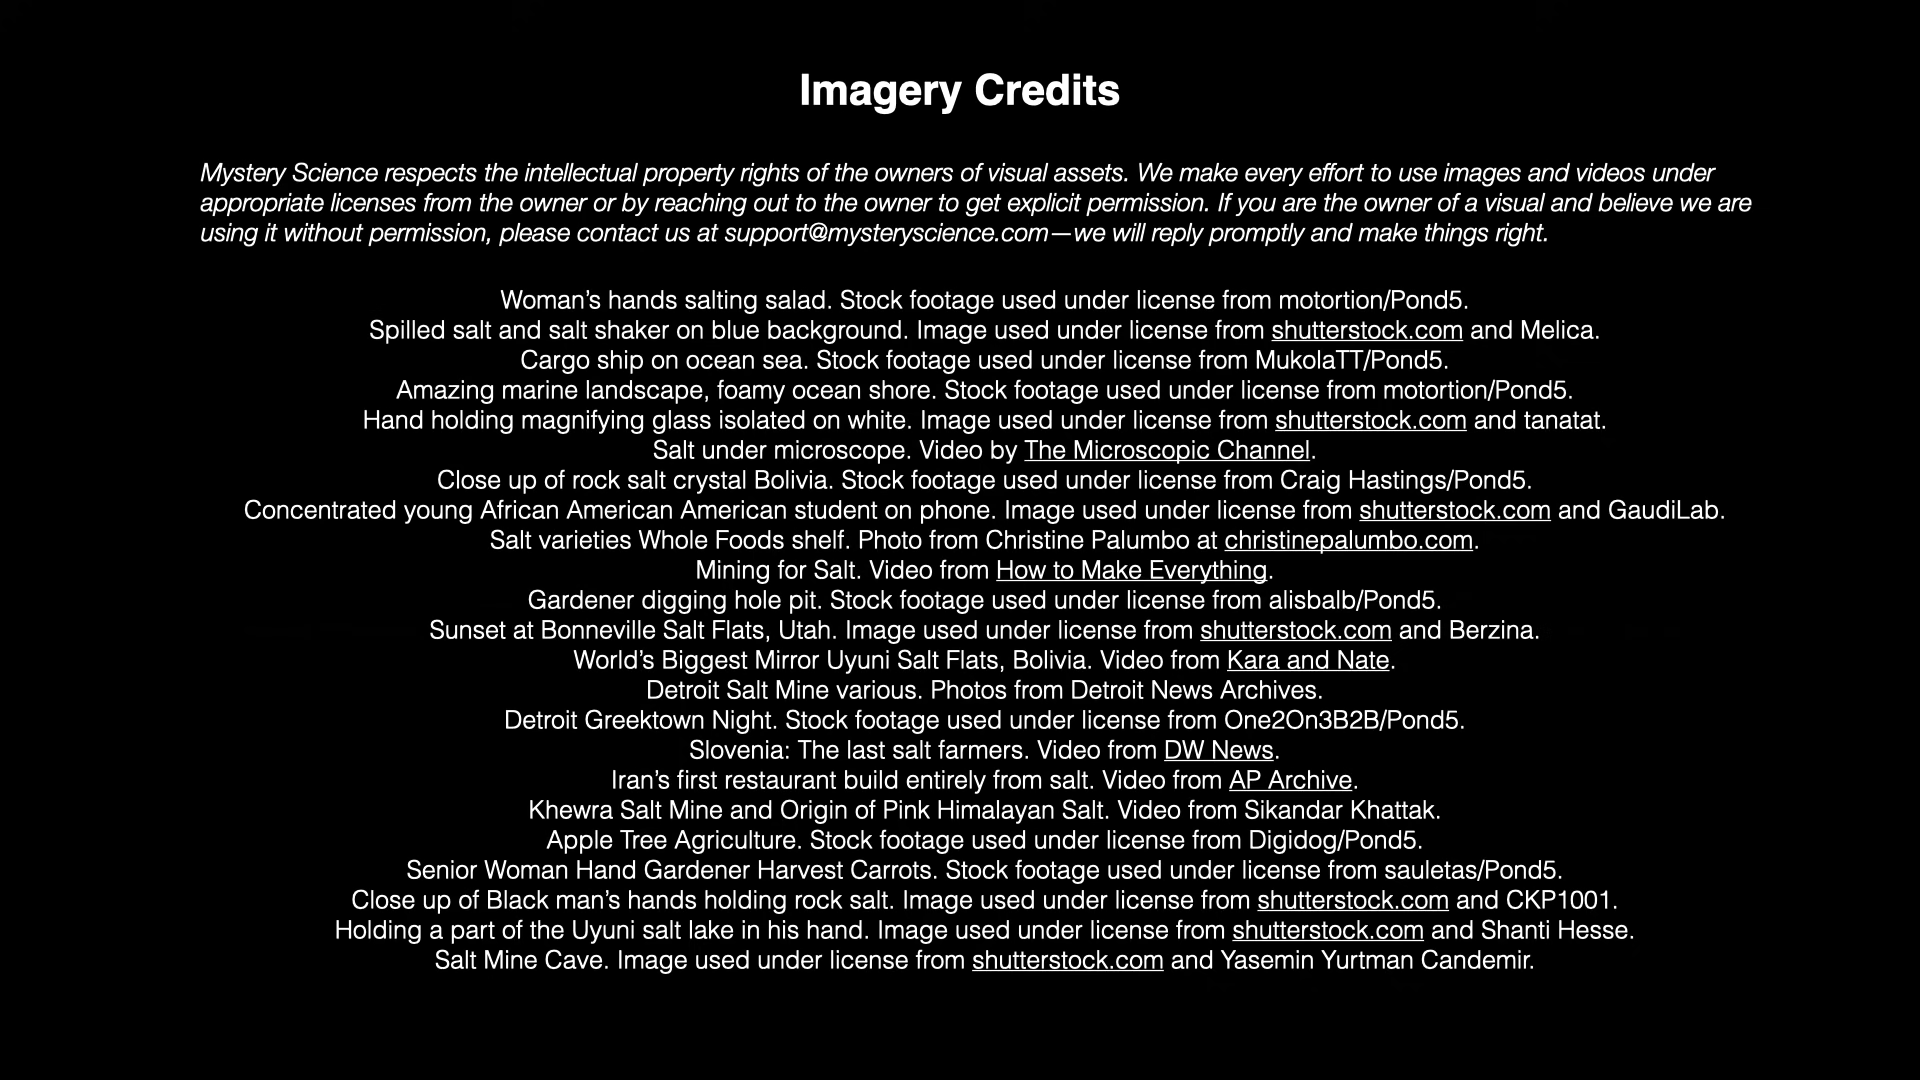 Imagery Credits
Mystery Science respects the intellectual property rights of the owners of visual assets. We make every effort to use images and videos under
appropriate licenses from the owner or by reaching out to the owner to get explicit permission. If you are the owner of a visual and believe we are
using it without permission, please contact us at support@mysteryscience.com—we will reply promptly and make things right.
Woman’s hands salting salad. Stock footage used under license from motortion/Pond5.
Spilled salt and salt shaker on blue background. Image used under license from shutterstock.com and Melica.
Cargo ship on ocean sea. Stock footage used under license from MukolaTT/Pond5.
Amazing marine landscape, foamy ocean shore. Stock footage used under license from motortion/Pond5.
Hand holding magnifying glass isolated on white. Image used under license from shutterstock.com and tanatat.
Salt under microscope. Video by The Microscopic Channel.
Close up of rock salt crystal Bolivia. Stock footage used under license from Craig Hastings/Pond5.
Concentrated young African American American student on phone. Image used under license from shutterstock.com and GaudiLab.
Salt varieties Whole Foods shelf. Photo from Christine Palumbo at christinepalumbo.com.
Mining for Salt. Video from How to Make Everything.
Gardener digging hole pit. Stock footage used under license from alisbalb/Pond5.
Sunset at Bonneville Salt Flats, Utah. Image used under license from shutterstock.com and Berzina.
World’s Biggest Mirror Uyuni Salt Flats, Bolivia. Video from Kara and Nate.
Detroit Salt Mine various. Photos from Detroit News Archives.
Detroit Greektown Night. Stock footage used under license from One2On3B2B/Pond5.
Slovenia: The last salt farmers. Video from DW News.
Iran’s first restaurant build entirely from salt. Video from AP Archive.
Khewra Salt Mine and Origin of Pink Himalayan Salt. Video from Sikandar Khattak.
Apple Tree Agriculture. Stock footage used under license from Digidog/Pond5.
Senior Woman Hand Gardener Harvest Carrots. Stock footage used under license from sauletas/Pond5.
Close up of Black man’s hands holding rock salt. Image used under license from shutterstock.com and CKP1001.
Holding a part of the Uyuni salt lake in his hand. Image used under license from shutterstock.com and Shanti Hesse.
Salt Mine Cave. Image used under license from shutterstock.com and Yasemin Yurtman Candemir.